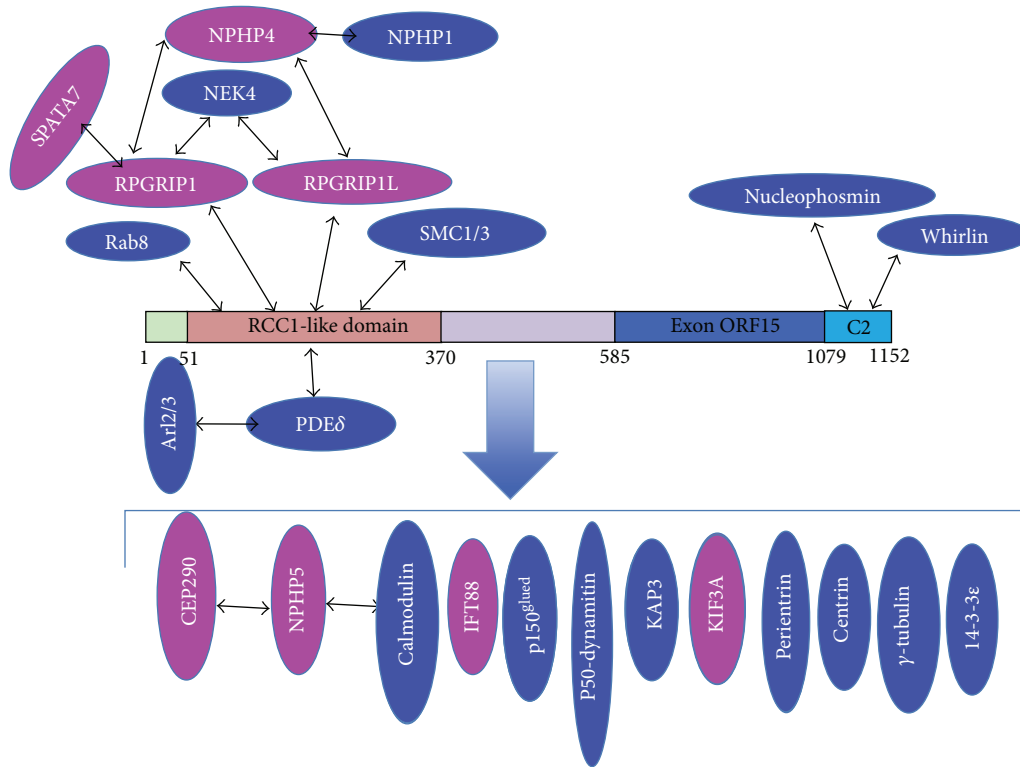 NPHP4
NPHP1
SPATA7
NEK4
RPGRIP1
RPGRIP1L
Nucleophosmin
Rab8
SMC1/3
Whirlin
RCC1-like domain
Exon ORF15
C2
1
51
370
585
1079
1152
Arl2/3
PDEδ
CEP290
NPHP5
Calmodulin
IFT88
p150glued
P50-dynamitin
KAP3
KIF3A
Perientrin
Centrin
γ-tubulin
14-3-3ε